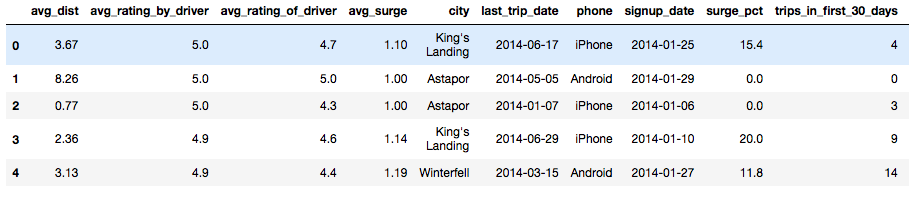 avg_dist avg_rating_by_driver avg_rating_of_driver avg_surge city last_trip_date phone signup_date surge_pct trips_in_first_30_days
0 3.67 5.0 4.7 1.10 King's Landing 2014-06-17 iPhone 2014-01-25 15.4 4
1 8.26 5.0 5.0 1.00 Astapor 2014-05-05 Android 2014-01-29 0.0 0
2 0.77 5.0 4.3 1.00 Astapor 2014-01-07 iPhone 2014-01-06 0.0 3
3 2.36 4.9 4.6 1.14 King's Landing 2014-06-29 iPhone 2014-01-10 20.0 9
4 3.13 4.9 4.4 1.19 Winterfell 2014-03-15 Android 2014-01-27 11.8 14